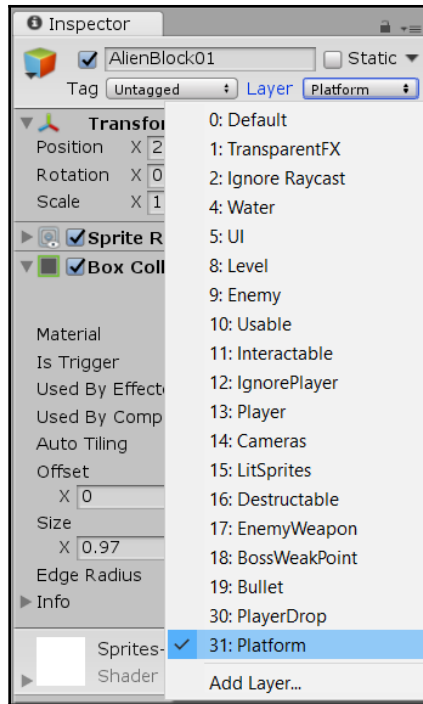 Inspector
AlienBlock01
Static
Tag Untagged Layer Platform
Transfor
Position X 2
Rotation X 0
Scale X 1
Sprite R
Box Coll
Material
Is Trigger
Used By Effect
Used By Comp
Auto Tiling
Offset
X 0
Size
X 0.97
Edge Radius
Info
Sprites-
Shader
0: Default
1: TransparentFX
2: Ignore Raycast
4: Water
5: UI
8: Level
9: Enemy
10: Usable
11: Interactable
12: IgnorePlayer
13: Player
14: Cameras
15: LitSprites
16: Destructable
17: EnemyWeapon
18: BossWeakPoint
19: Bullet
30: PlayerDrop
31: Platform
Add Layer...